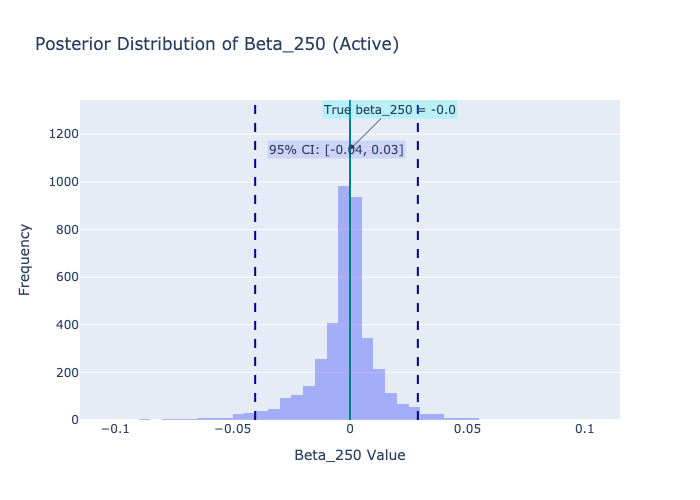 Posterior Distribution of Beta_250 (Active)
True beta_250 = -0.0
95% CI: [-0.04, 0.03]
1200
1000
800
600
400
200
0
Frequency
−0.1
−0.05
0
0.05
0.1
Beta_250 Value